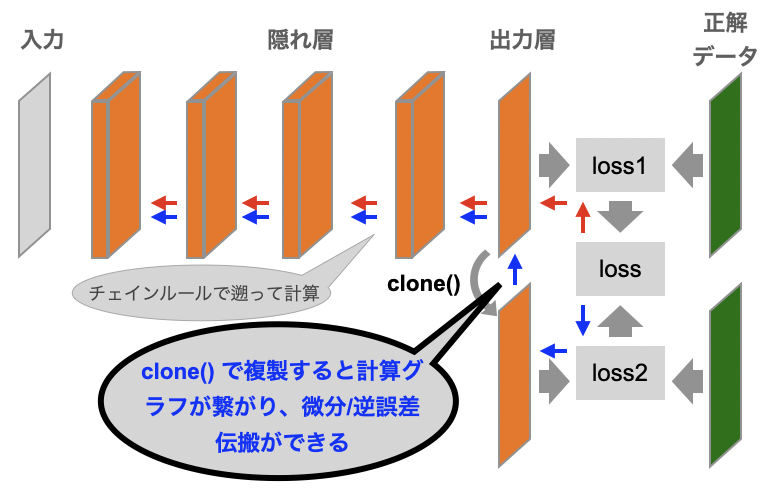 入力
隠れ層
出力層
正解
データ
loss1
loss
チェインルールで遡って計算
clone()
clone() で複製すると計算グ
ラフが繋がり、微分/逆誤差
伝搬ができる
loss2